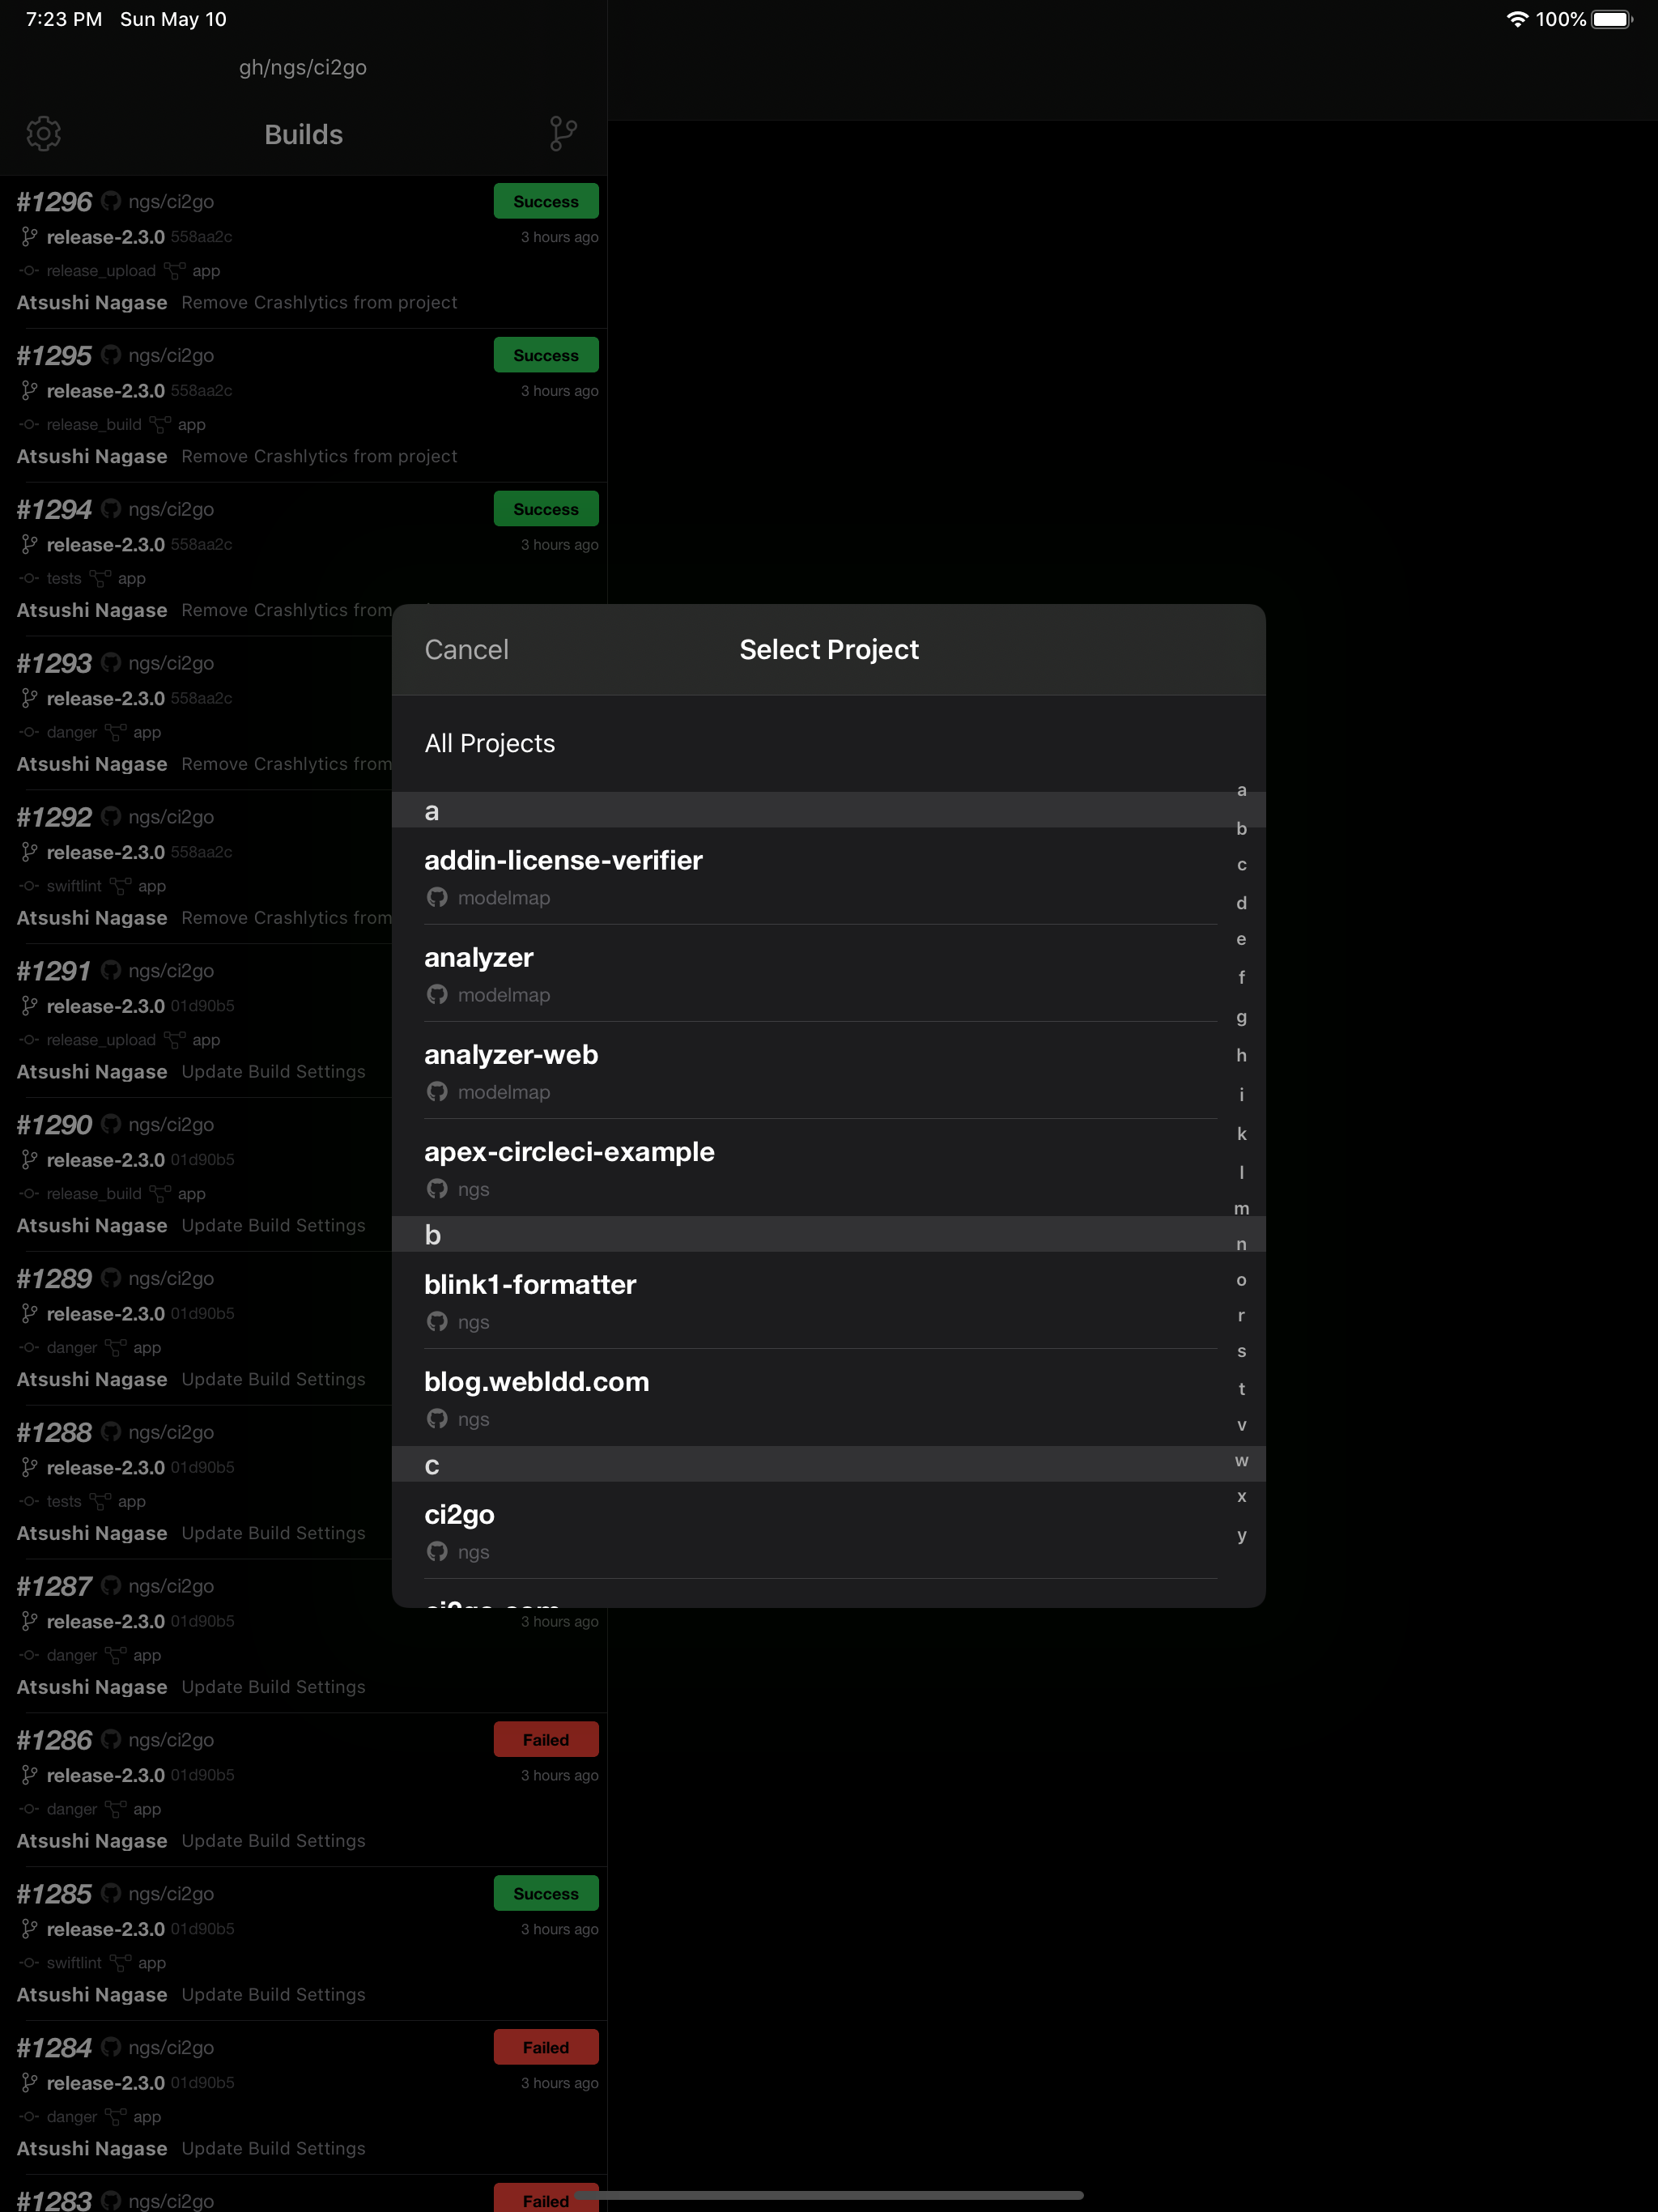 7:23 PM Sun May 10
100%
gh/ngs/ci2go
Builds
#1296 ngs/ci2go Success
release-2.3.0 558aa2c 3 hours ago
release_upload app
Atsushi Nagase Remove Crashlytics from project
#1295 ngs/ci2go Success
release-2.3.0 558aa2c 3 hours ago
release_build app
Atsushi Nagase Remove Crashlytics from project
#1294 ngs/ci2go Success
release-2.3.0 558aa2c 3 hours ago
tests app
Atsushi Nagase Remove Crashlytics from
#1293 ngs/ci2go
release-2.3.0 558aa2c
danger app
Atsushi Nagase Remove Crashlytics from
#1292 ngs/ci2go
release-2.3.0 558aa2c
swiftlint app
Atsushi Nagase Remove Crashlytics from
#1291 ngs/ci2go
release-2.3.0 01d90b5
release_upload app
Atsushi Nagase Update Build Settings
#1290 ngs/ci2go
release-2.3.0 01d90b5
release_build app
Atsushi Nagase Update Build Settings
#1289 ngs/ci2go
release-2.3.0 01d90b5
danger app
Atsushi Nagase Update Build Settings
#1288 ngs/ci2go
release-2.3.0 01d90b5
tests app
Atsushi Nagase Update Build Settings
#1287 ngs/ci2go
release-2.3.0 01d90b5 3 hours ago
danger app
Atsushi Nagase Update Build Settings
#1286 ngs/ci2go Failed
release-2.3.0 01d90b5 3 hours ago
danger app
Atsushi Nagase Update Build Settings
#1285 ngs/ci2go Success
release-2.3.0 01d90b5 3 hours ago
swiftlint app
Atsushi Nagase Update Build Settings
#1284 ngs/ci2go Failed
release-2.3.0 01d90b5 3 hours ago
danger app
Atsushi Nagase Update Build Settings
#1283 ngs/ci2go Failed
Cancel Select Project
All Projects
a
addin-license-verifier
modelmap
analyzer
modelmap
analyzer-web
modelmap
apex-circleci-example
ngs
b
blink1-formatter
ngs
blog.webldd.com
ngs
c
ci2go
ngs
ci2go.com
a
b
c
d
e
f
g
h
i
k
l
m
n
o
r
s
t
v
w
x
y